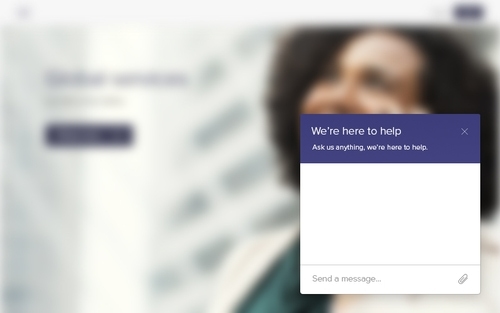 Global services
We're here to help
Ask us anything, we're here to help.
Send a message...